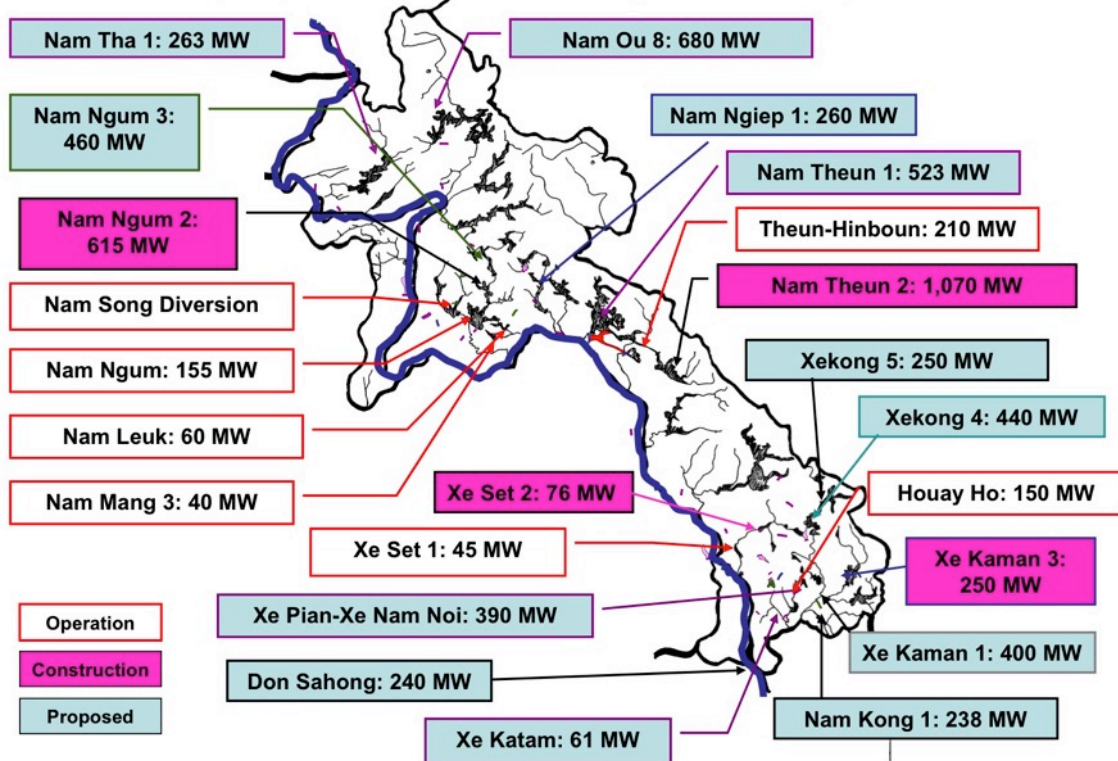 Nam Tha 1: 263 MW
Nam Ou 8: 680 MW
Nam Ngum 3:
460 MW
Nam Ngiep 1: 260 MW
Nam Theun 1: 523 MW
Nam Ngum 2:
615 MW
Theun-Hinboun: 210 MW
Nam Theun 2: 1,070 MW
Nam Song Diversion
Nam Ngum: 155 MW
Xekong 5: 250 MW
Xekong 4: 440 MW
Nam Leuk: 60 MW
Nam Mang 3: 40 MW
Xe Set 2: 76 MW
Houay Ho: 150 MW
Xe Set 1: 45 MW
Xe Kaman 3:
250 MW
Operation
Xe Pian-Xe Nam Noi: 390 MW
Construction
Xe Kaman 1: 400 MW
Don Sahong: 240 MW
Proposed
Nam Kong 1: 238 MW
Xe Katam: 61 MW